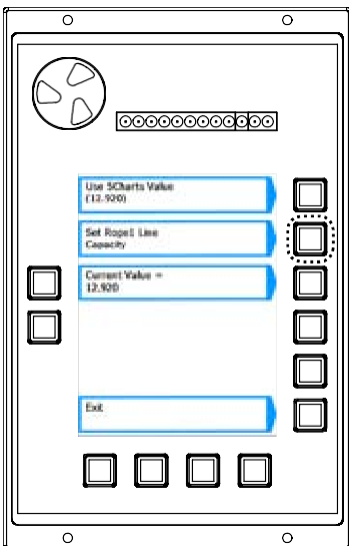 Use SCharts Value
(12.920)
Set Rope1 Line
Capacity
Current Value =
12.920
Exit